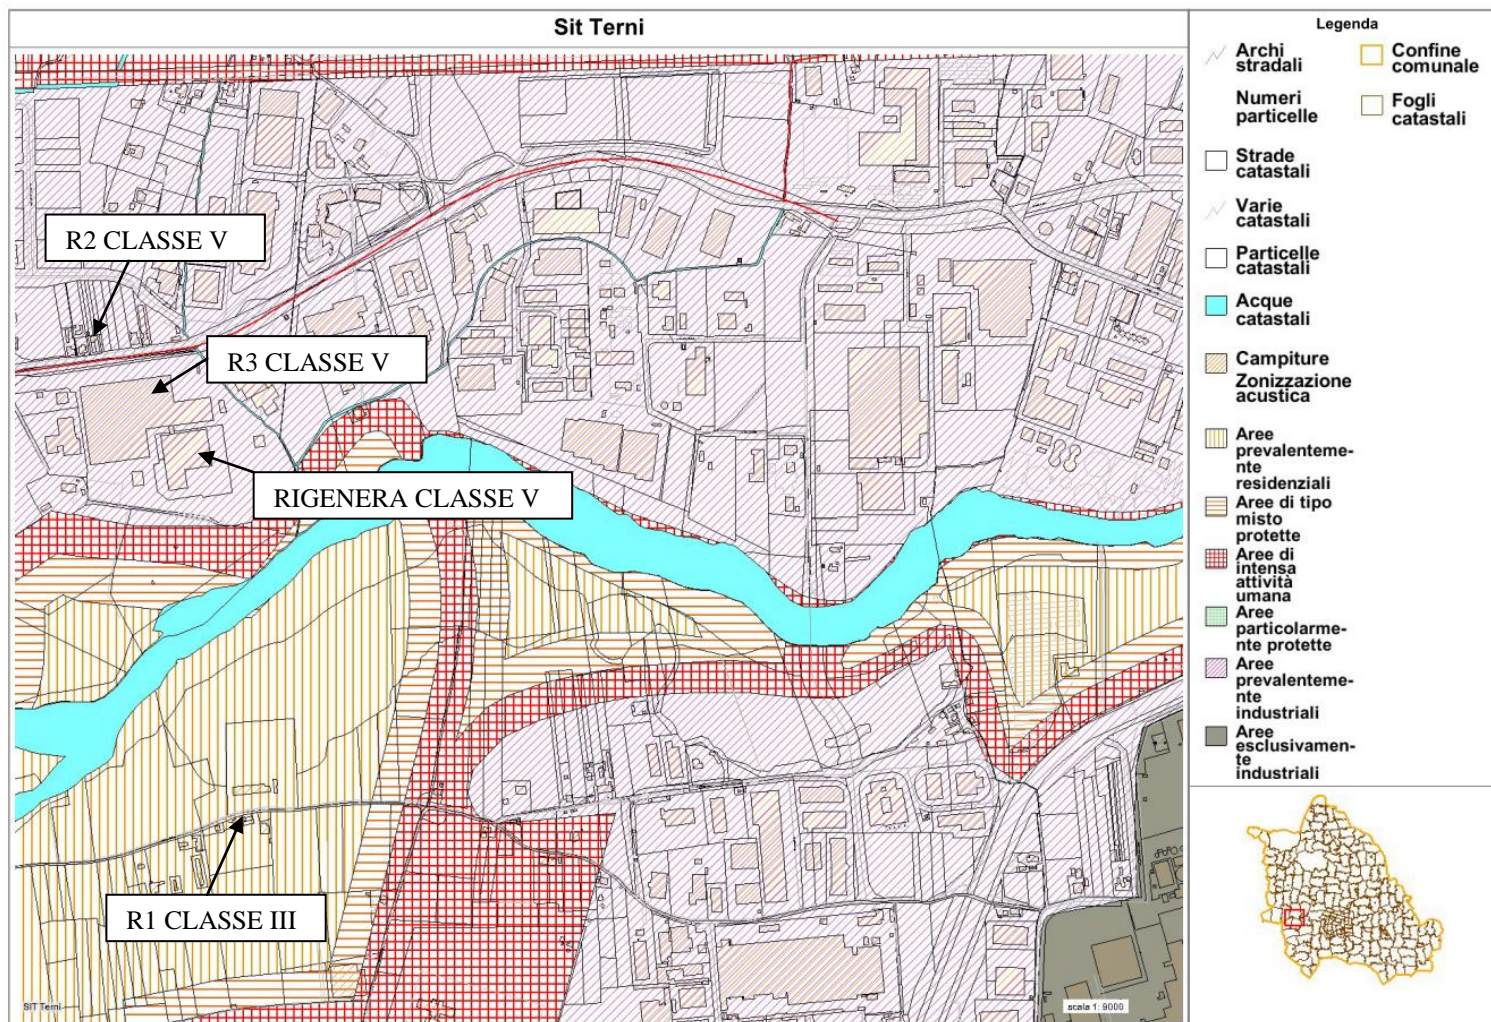 Sit Terni
R2 CLASSE V
R3 CLASSE V
RIGENERA CLASSE V
R1 CLASSE III
SIT Terni
scala 1: 9000
Legenda
Archi
stradali
Confine
comunale
Numeri
particelle
Fogli
catastali
Strade
catastali
Varie
catastali
Particelle
catastali
Acque
catastali
Campiture
Zonizzazione
acustica
Aree
prevalenteme-
nte
residenziali
Aree di tipo
misto
protette
Aree di
intensa
attività
umana
Aree
particolarme-
nte protette
Aree
prevalenteme-
nte
industriali
Aree
esclusivamen-
te
industriali